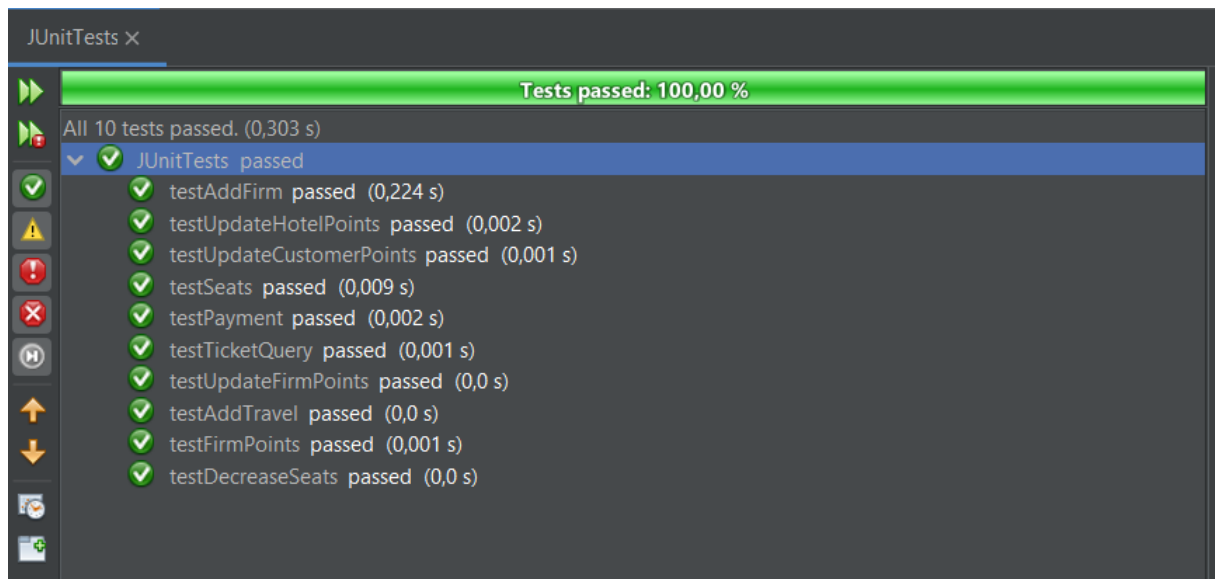 JUnitTests
Tests passed: 100,00 %
All 10 tests passed. (0,303 s)
JUnitTests passed
testAddFirm passed (0,224 s)
testUpdateHotelPoints passed (0,002 s)
testUpdateCustomerPoints passed (0,001 s)
testSeats passed (0,009 s)
testPayment passed (0,002 s)
testTicketQuery passed (0,001 s)
testUpdateFirmPoints passed (0,0 s)
testAddTravel passed (0,0 s)
testFirmPoints passed (0,001 s)
testDecreaseSeats passed (0,0 s)